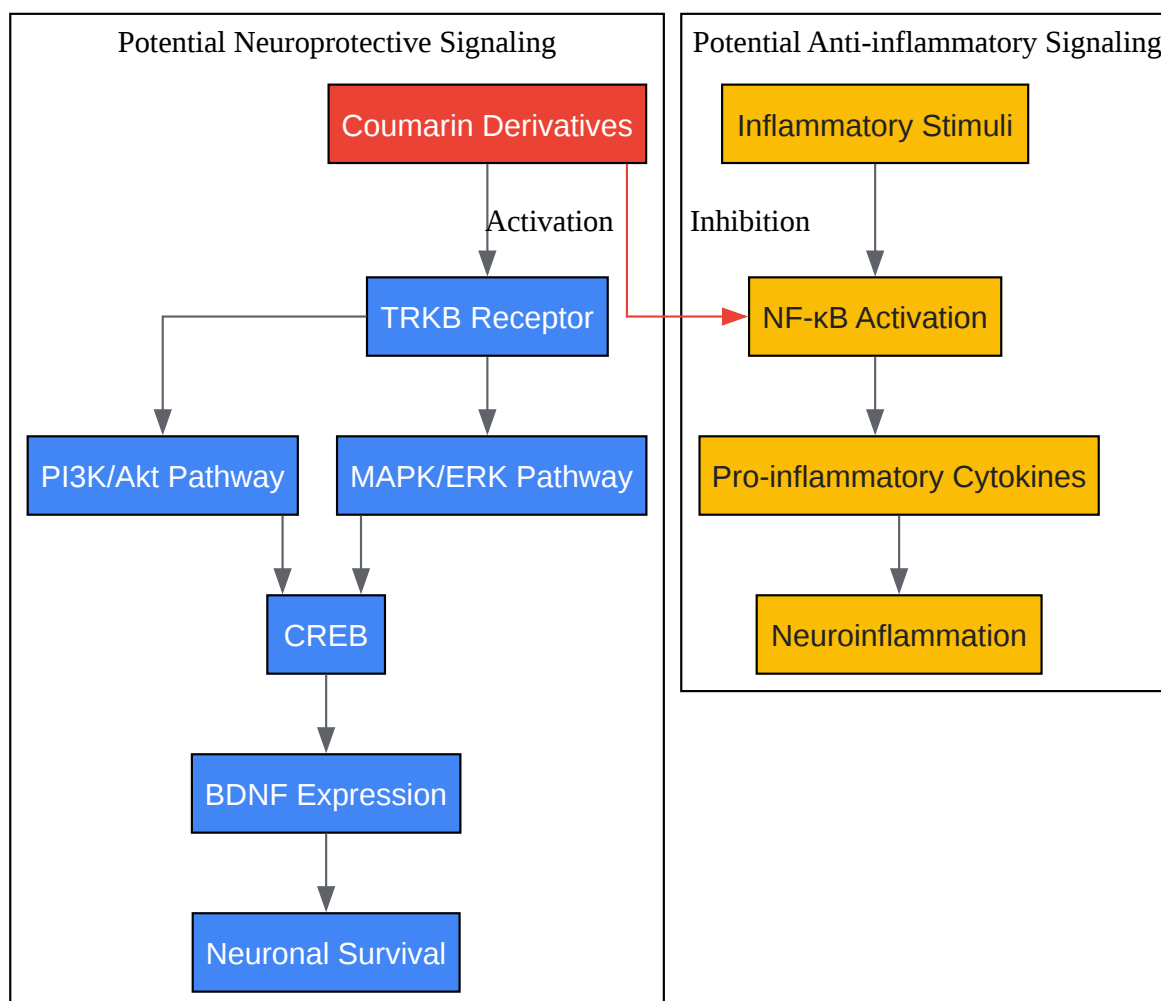 Potential Neuroprotective Signaling
Coumarin Derivatives
Activation
TRKB Receptor
PI3K/Akt Pathway
MAPK/ERK Pathway
CREB
BDNF Expression
Neuronal Survival
Potential Anti-inflammatory Signaling
Inflammatory Stimuli
Inhibition
NF-κB Activation
Pro-inflammatory Cytokines
Neuroinflammation